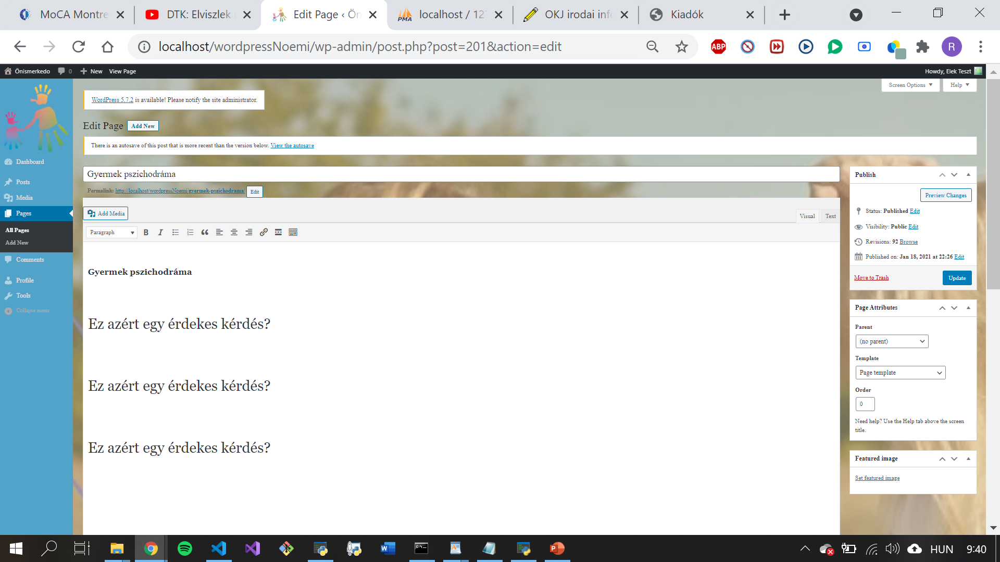 MoCA Montre
DTK: Elviszlek
Edit Page ‹ Ön
localhost / 127
OKJ irodai info
Kiadók
localhost/wordpressNoemi/wp-admin/post.php?post=201&action=edit
ABP
R
Önismerkedo
0
New
View Page
Howdy, Elek Teszt
Screen Options
Help
WordPress 5.7.2 is available! Please notify the site administrator.
Edit Page
Add New
There is an autosave of this post that is more recent than the version below. View the autosave
Dashboard
Posts
Media
Pages
All Pages
Add New
Comments
Profile
Tools
Collapse menu
Gyermek pszichodráma
Permalink: http://localhost/wordpressNoemi/gyermek-pszichodrama/
Edit
Add Media
Visual
Text
Paragraph
B
I
Gyermek pszichodráma
Ez azért egy érdekes kérdés?
Ez azért egy érdekes kérdés?
Ez azért egy érdekes kérdés?
Publish
Preview Changes
Status: Published Edit
Visibility: Public Edit
Revisions: 92 Browse
Published on: Jan 18, 2021 at 22:26 Edit
Move to Trash
Update
Page Attributes
Parent
(no parent)
Template
Page template
Order
0
Need help? Use the Help tab above the screen
title.
Featured image
Set featured image
HUN
9:40